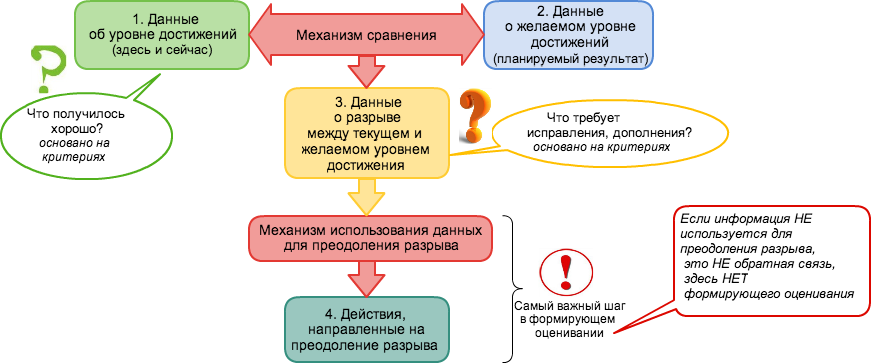 1. Данные
об уровне достижений
(здесь и сейчас)
Механизм сравнения
2. Данные
о желаемом уровне
достижений
(планируемый результат)
Что получилось
хорошо?
основано на
критериях
3. Данные
о разрыве
между текущем и
желаемом уровнем
достижения
Что требует
исправления, дополнения?
основано на критериях
Механизм использования данных
для преодоления разрыва
4. Действия,
направленные на
преодоление разрыва
Самый важный шаг
в формирующем
оценивании
Если информация НЕ
используется для
преодоления разрыва,
это НЕ обратная связь,
здесь НЕТ
формирующего оценивания